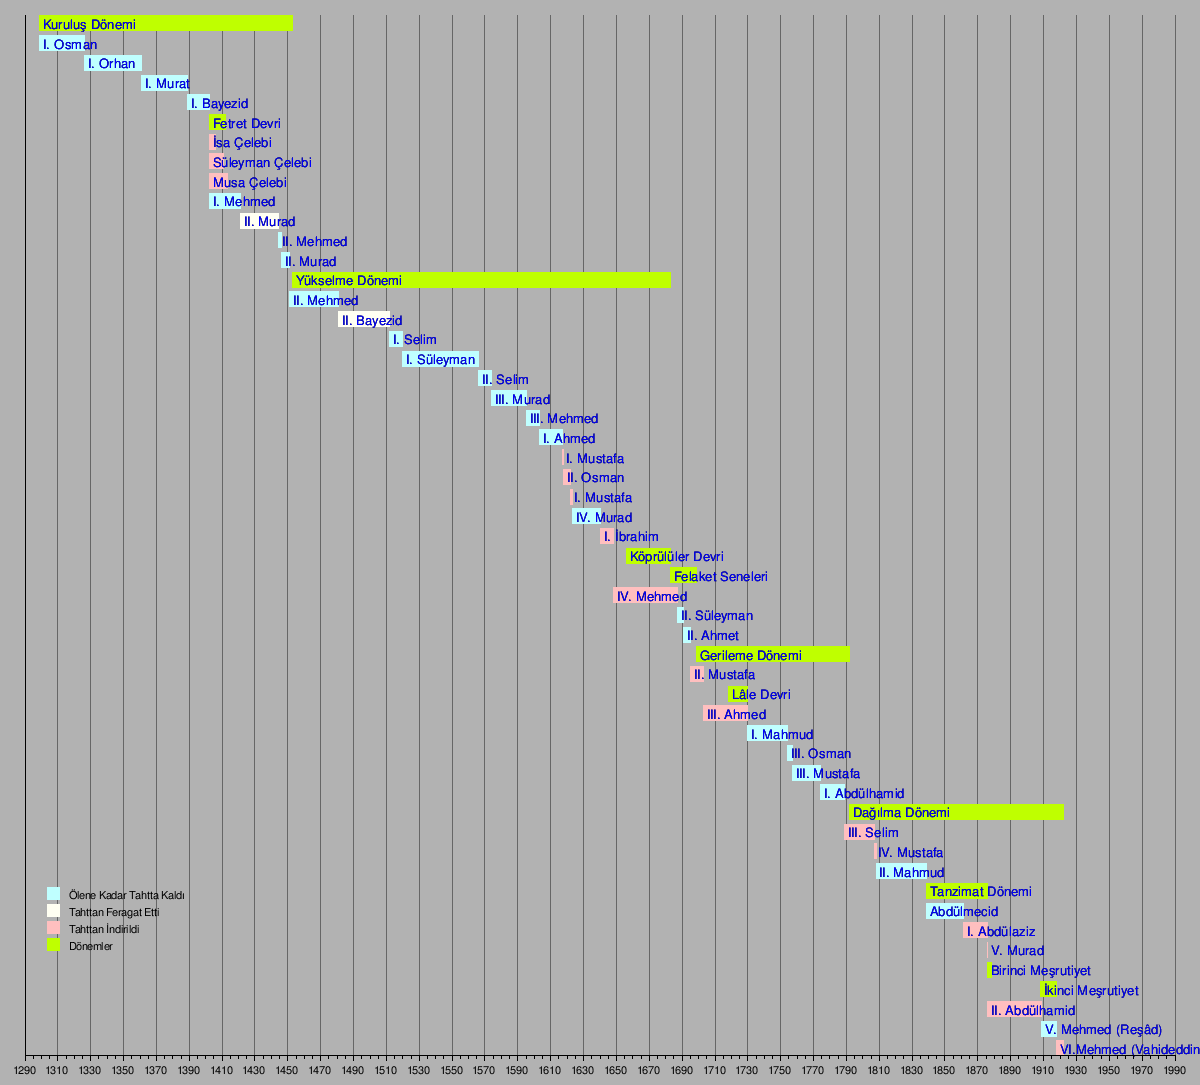 Kuruluş Dönemi
I. Osman
I. Orhan
I. Murat
I. Bayezid
Fetret Devri
İsa Çelebi
Süleyman Çelebi
Musa Çelebi
I. Mehmed
II. Murad
II. Mehmed
II. Murad
Yükselme Dönemi
II. Mehmed
II. Bayezid
I. Selim
I. Süleyman
II. Selim
III. Murad
III. Mehmed
I. Ahmed
I. Mustafa
II. Osman
I. Mustafa
IV. Murad
I. İbrahim
Köprülüler Devri
Felaket Seneleri
IV. Mehmed
II. Süleyman
II. Ahmet
Gerileme Dönemi
II. Mustafa
Lâle Devri
III. Ahmed
I. Mahmud
III. Osman
III. Mustafa
I. Abdülhamid
Dağılma Dönemi
III. Selim
IV. Mustafa
II. Mahmud
Tanzimat Dönemi
Abdülmecid
I. Abdülaziz
V. Murad
Birinci Meşrutiyet
İkinci Meşrutiyet
II. Abdülhamid
V. Mehmed (Reşâd)
VI.Mehmed (Vahideddin
Ölene Kadar Tahtta Kaldı
Tahttan Feragat Etti
Tahttan İndirildi
Dönemler
1290 1310 1330 1350 1370 1390 1410 1430 1450 1470 1490 1510 1530 1550 1570 1590 1610 1630 1650 1670 1690 1710 1730 1750 1770 1790 1810 1830 1850 1870 1890 1910 1930 1950 1970 1990